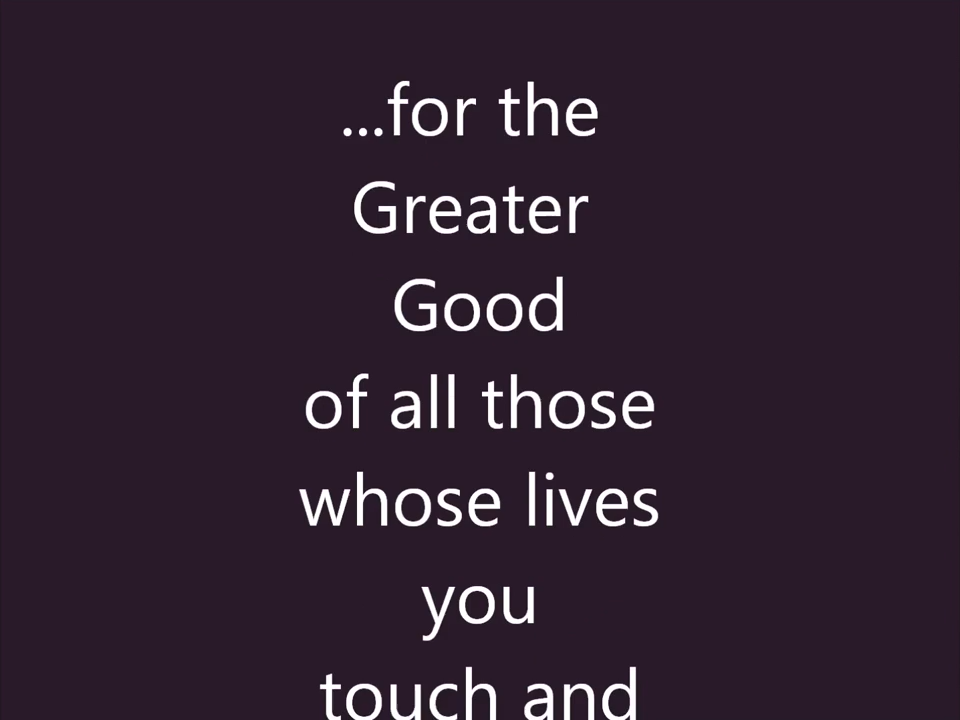 ...for the
Greater
Good
of all those
whose lives
you
touch and